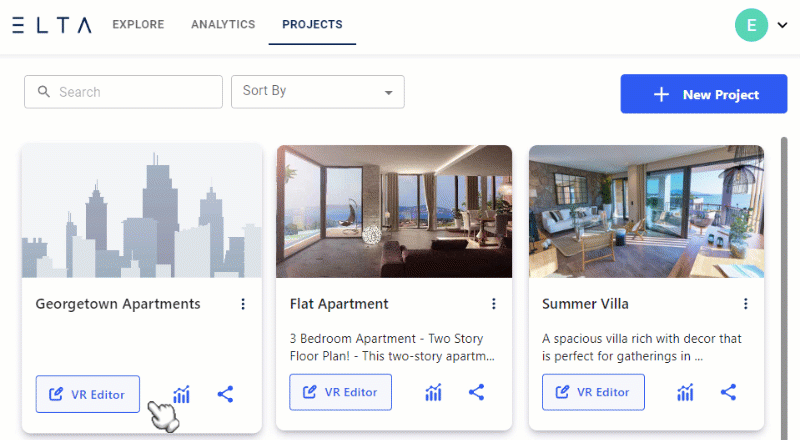 ELTA EXPLORE ANALYTICS PROJECTS E
Search Sort By New Project
Georgetown Apartments
VR Editor
Flat Apartment
3 Bedroom Apartment - Two Story
Floor Plan! - This two-story apartm...
VR Editor
Summer Villa
A spacious villa rich with decor that
is perfect for gatherings in ...
VR Editor